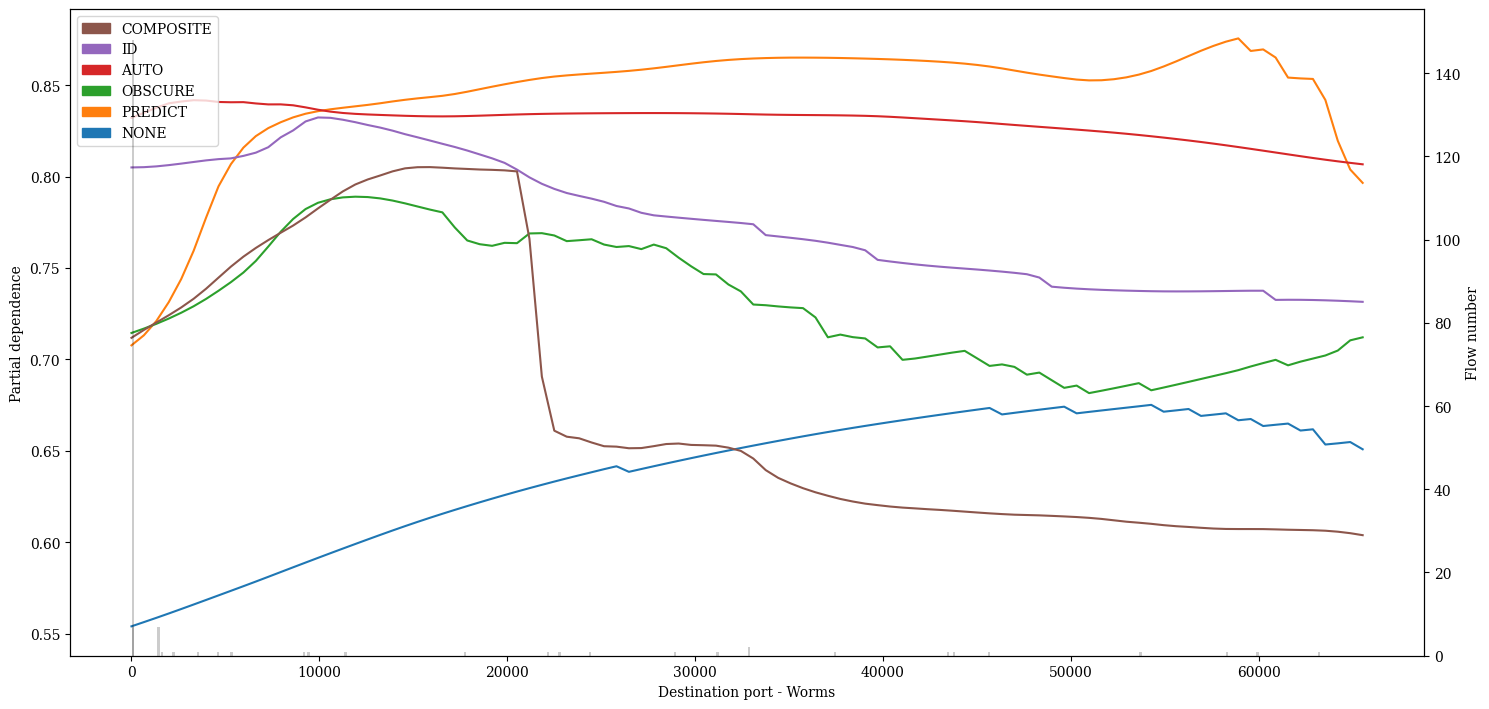 COMPOSITE
ID
AUTO
OBSCURE
PREDICT
NONE
Partial dependence
0.85
0.80
0.75
0.70
0.65
0.60
0.55
140
120
100
80
60
40
20
0
Flow number
0 10000 20000 30000 40000 50000 60000
Destination port - Worms